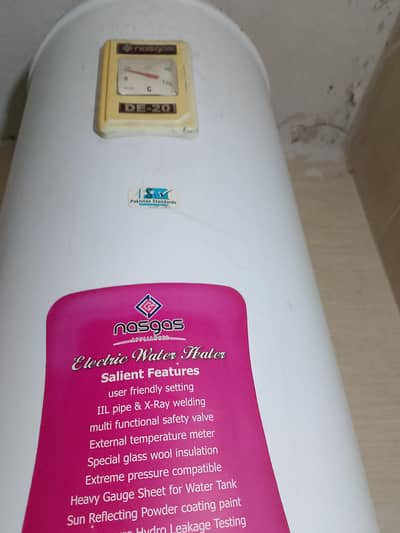 nasgas
C
DE-20
Pakistan Standards
nasgas
APPLIANCES
Electric Water Heater
Salient Features
user friendly setting
IIL pipe & X-Ray welding
multi functional safety valve
External temperature meter
Special glass wool insulation
Extreme pressure compatible
Heavy Gauge Sheet for Water Tank
Sun Reflecting Powder coating paint
Hydro Leakage Testing